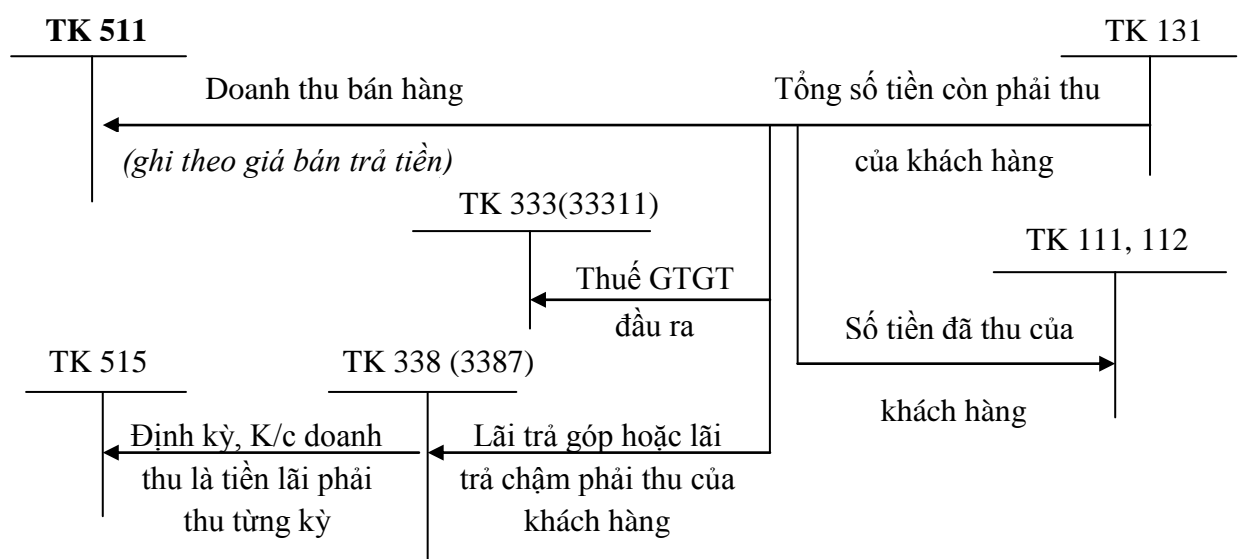 TK 511
TK 131
Doanh thu bán hàng
Tổng số tiền còn phải thu
(ghi theo giá bán trả tiền)
của khách hàng
TK 333(33311)
TK 111, 112
Thuế GTGT
đầu ra
Số tiền đã thu của
khách hàng
TK 515
TK 338 (3387)
Định kỳ, K/c doanh
thu là tiền lãi phải
thu từng kỳ
Lãi trả góp hoặc lãi
trả chậm phải thu của
khách hàng